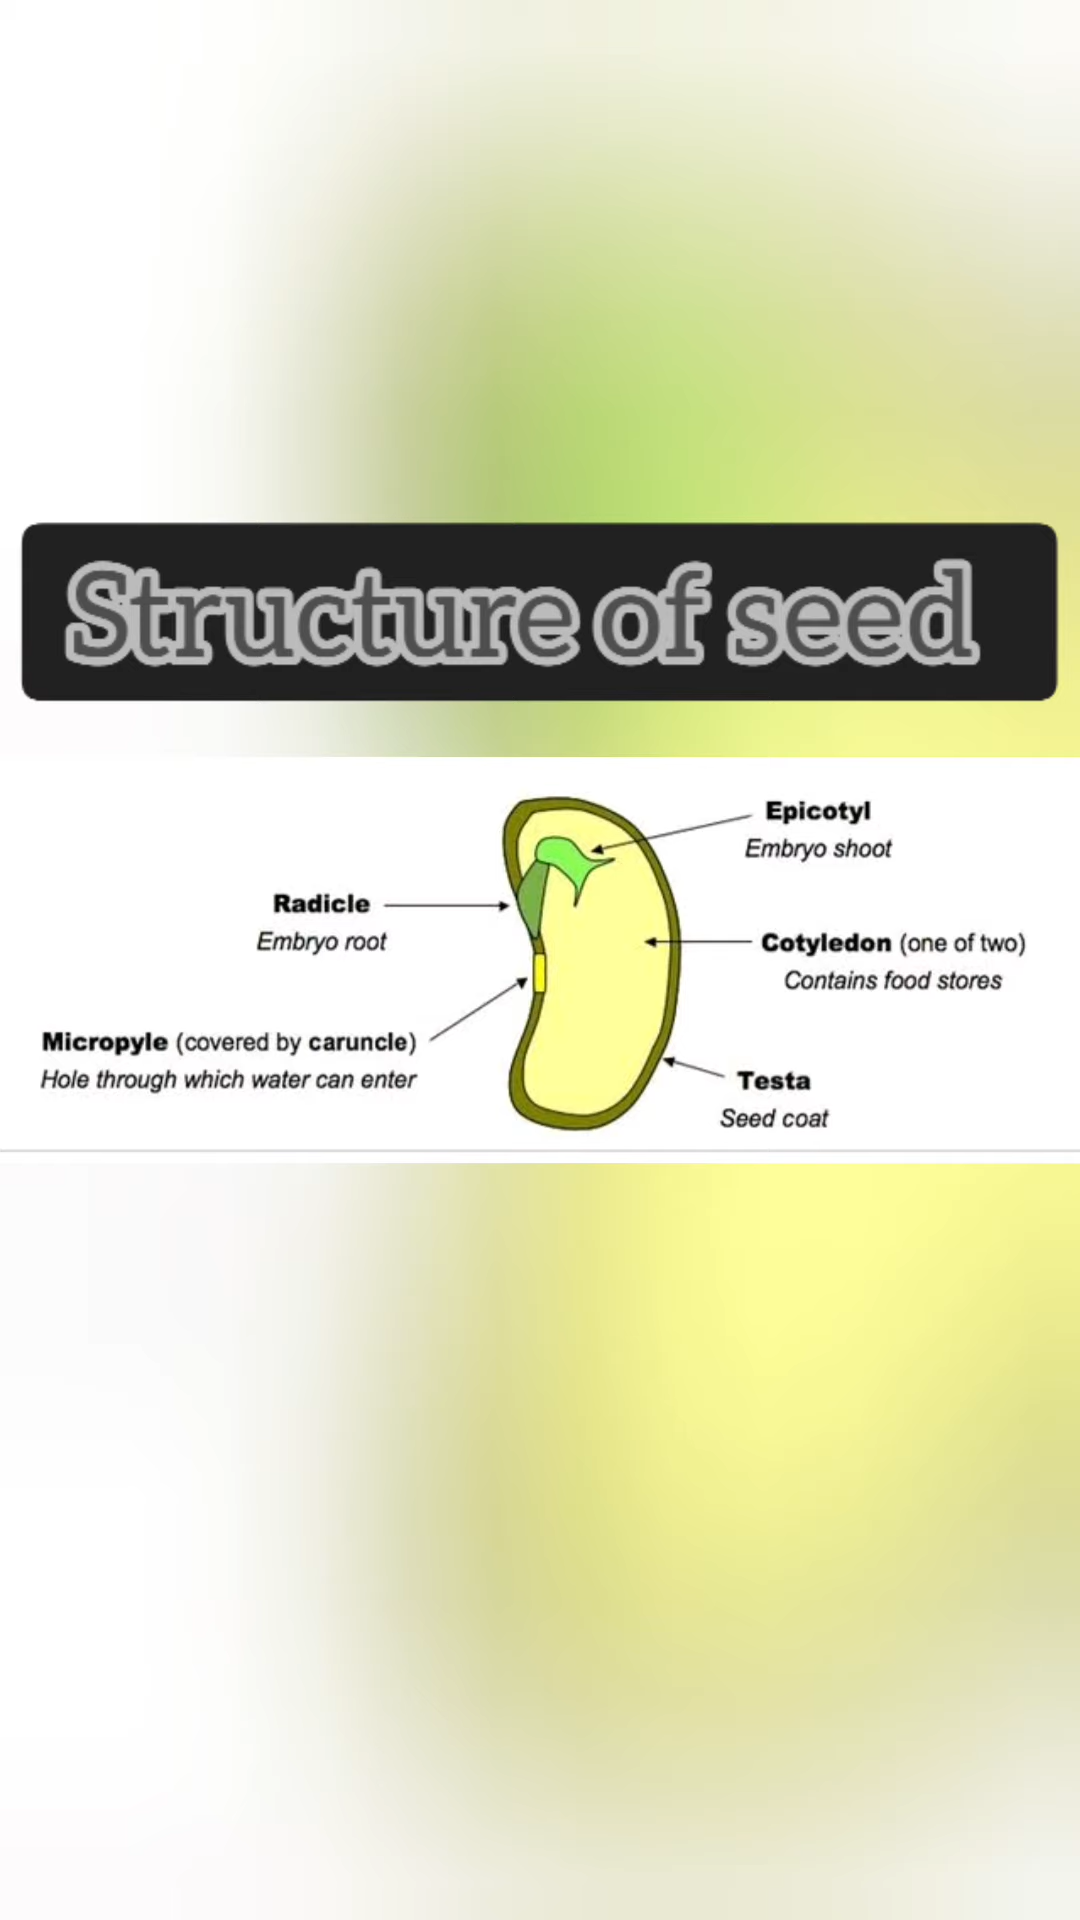 Structure of seed
Epicotyl
Embryo shoot
Radicle
Embryo root
Cotyledon (one of two)
Contains food stores
Micropyle (covered by caruncle)
Hole through which water can enter
Testa
Seed coat